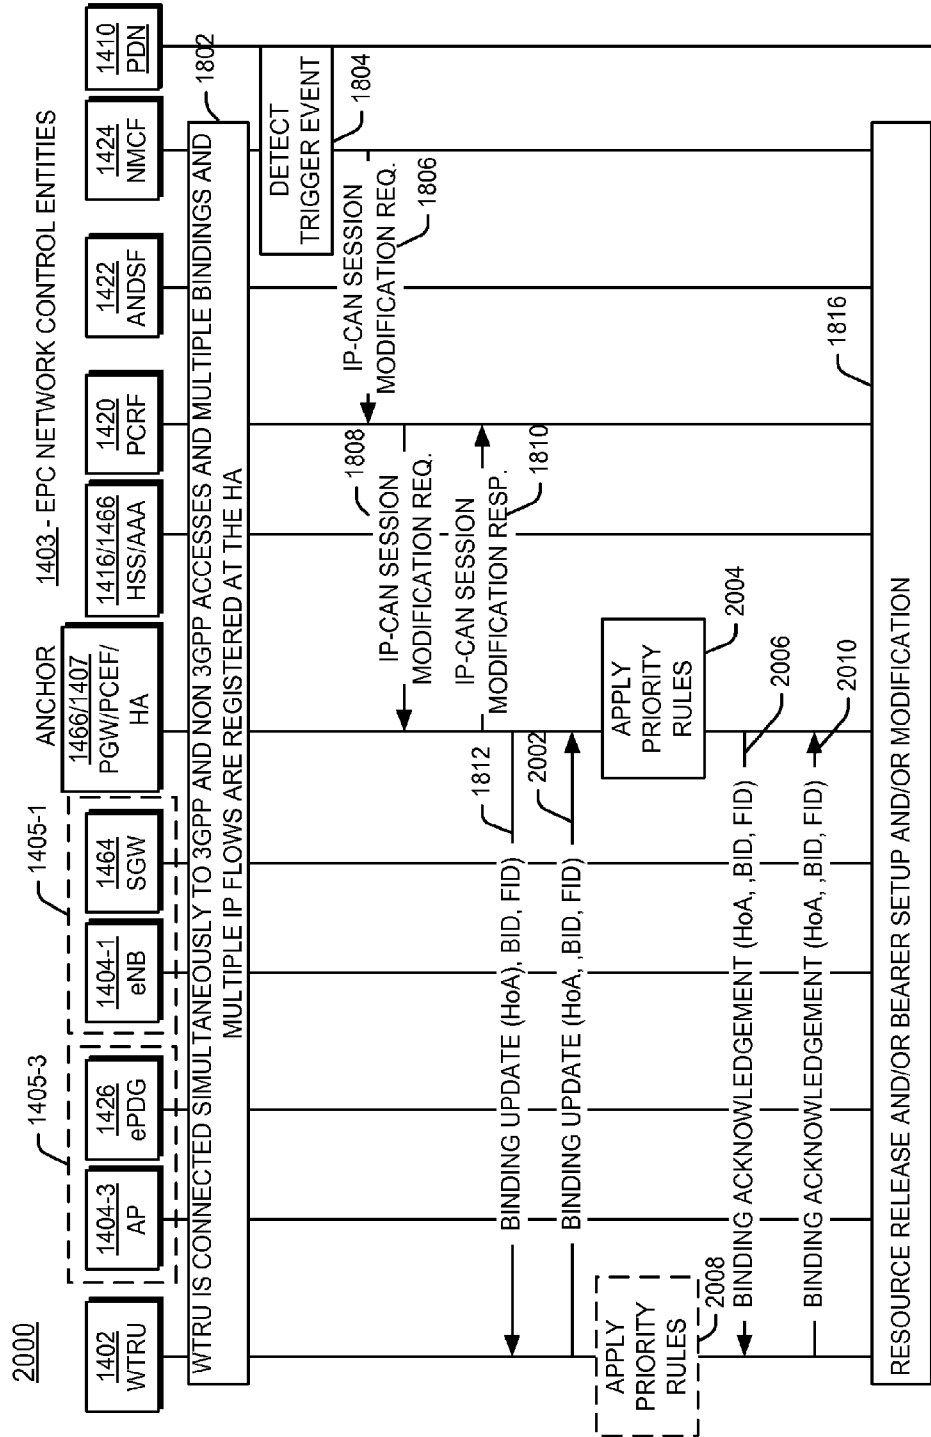 2000
1405-3
1405-1
ANCHOR
1403 - EPC NETWORK CONTROL ENTITIES
1402
WTRU
1404-3
AP
1426
ePDG
1404-1
eNB
1464
SGW
1466/1407
PGW/PCEF/
HA
1416/1466
HSS/AAA
1420
PCRF
1422
ANDSF
1424
NMCF
1410
PDN
WTRU IS CONNECTED SIMULTANEOUSLY TO 3GPP AND NON 3GPP ACCESSES AND MULTIPLE BINDINGS AND
MULTIPLE IP FLOWS ARE REGISTERED AT THE HA
1802
DETECT
TRIGGER EVENT
1804
IP-CAN SESSION
MODIFICATION REQ.
1806
1808
IP-CAN SESSION
MODIFICATION REQ.
IP-CAN SESSION
MODIFICATION RESP.
1810
1812
BINDING UPDATE (HoA), BID, FID)
2002
BINDING UPDATE (HoA, ,BID, FID)
APPLY
PRIORITY
RULES
2004
APPLY
PRIORITY
RULES
2008
BINDING ACKNOWLEDGEMENT (HoA, ,BID, FID)
2006
BINDING ACKNOWLEDGEMENT (HoA, ,BID, FID)
2010
1816
RESOURCE RELEASE AND/OR BEARER SETUP AND/OR MODIFICATION